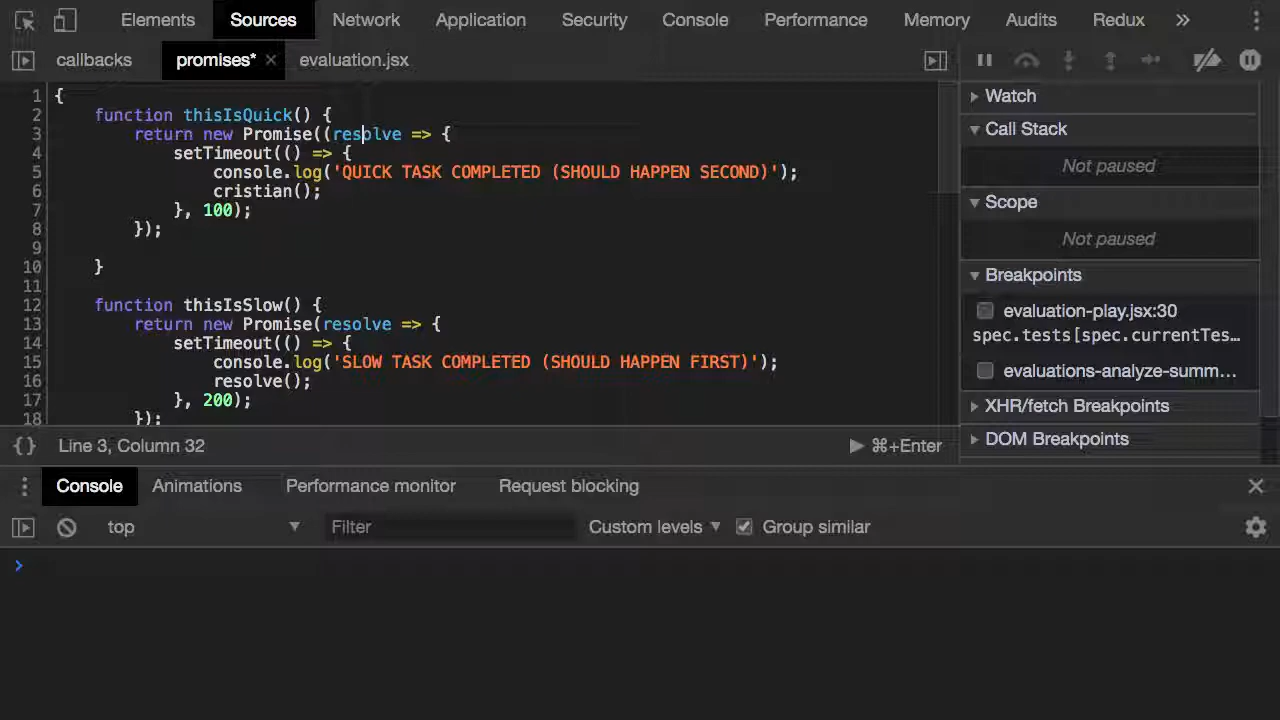 Elements Sources Network Application Security Console Performance Memory Audits Redux »
callbacks promises* × evaluation.jsx
1 {
2 function thisIsQuick() {
3 return new Promise((resolve => {
4 setTimeout(() => {
5 console.log('QUICK TASK COMPLETED (SHOULD HAPPEN SECOND)');
6 cristian();
7 }, 100);
8 });
9
10 }
11
12 function thisIsSlow() {
13 return new Promise(resolve => {
14 setTimeout(() => {
15 console.log('SLOW TASK COMPLETED (SHOULD HAPPEN FIRST)');
16 resolve();
17 }, 200);
18 });
{} Line 3, Column 32 ⌘+Enter
Watch
Call Stack
Not paused
Scope
Not paused
Breakpoints
evaluation-play.jsx:30
spec.tests[spec.currentTes…
evaluations-analyze-summ…
XHR/fetch Breakpoints
DOM Breakpoints
Console Animations Performance monitor Request blocking
top Filter Custom levels Group similar